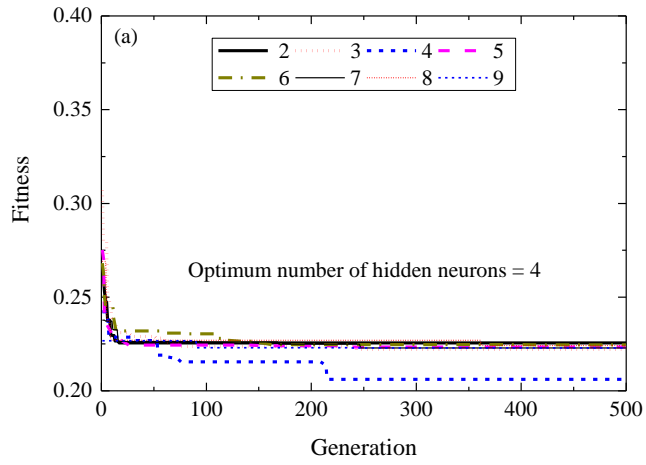 (a)
2 3 4 5
6 7 8 9
Fitness
0.40
0.35
0.30
0.25
0.20
Optimum number of hidden neurons = 4
0 100 200 300 400 500
Generation